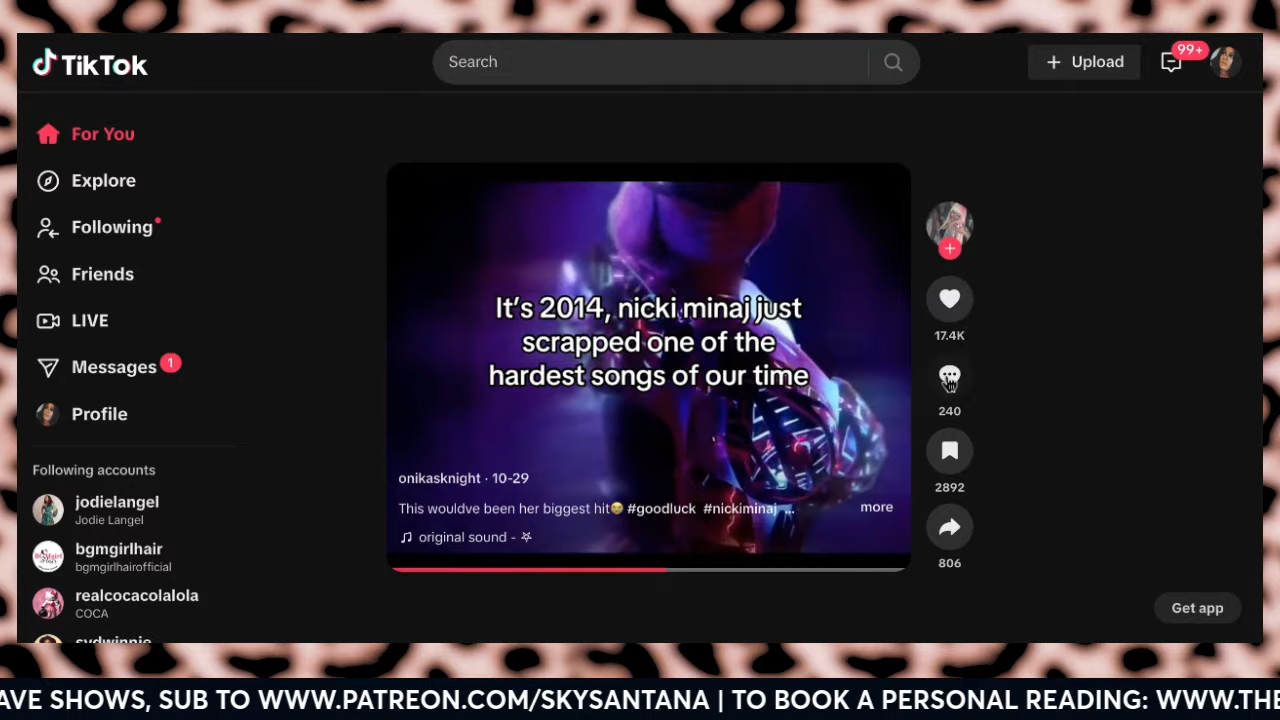 TikTok
Search
Upload
99+
For You
Explore
Following
Friends
LIVE
Messages 1
Profile
Following accounts
jodielangel
Jodie Langel
bgmgirlhair
bgmgirlhairofficial
realcocacolalola
COCA
sydwinnie
It's 2014, nicki minaj just
scrapped one of the
hardest songs of our time
onikasknight · 10-29
This wouldve been her biggest hit😭 #goodluck #nickiminaj ...
more
original sound - ⛧
17.4K
240
2892
806
Get app
AVE SHOWS, SUB TO WWW.PATREON.COM/SKYSANTANA | TO BOOK A PERSONAL READING: WWW.THE